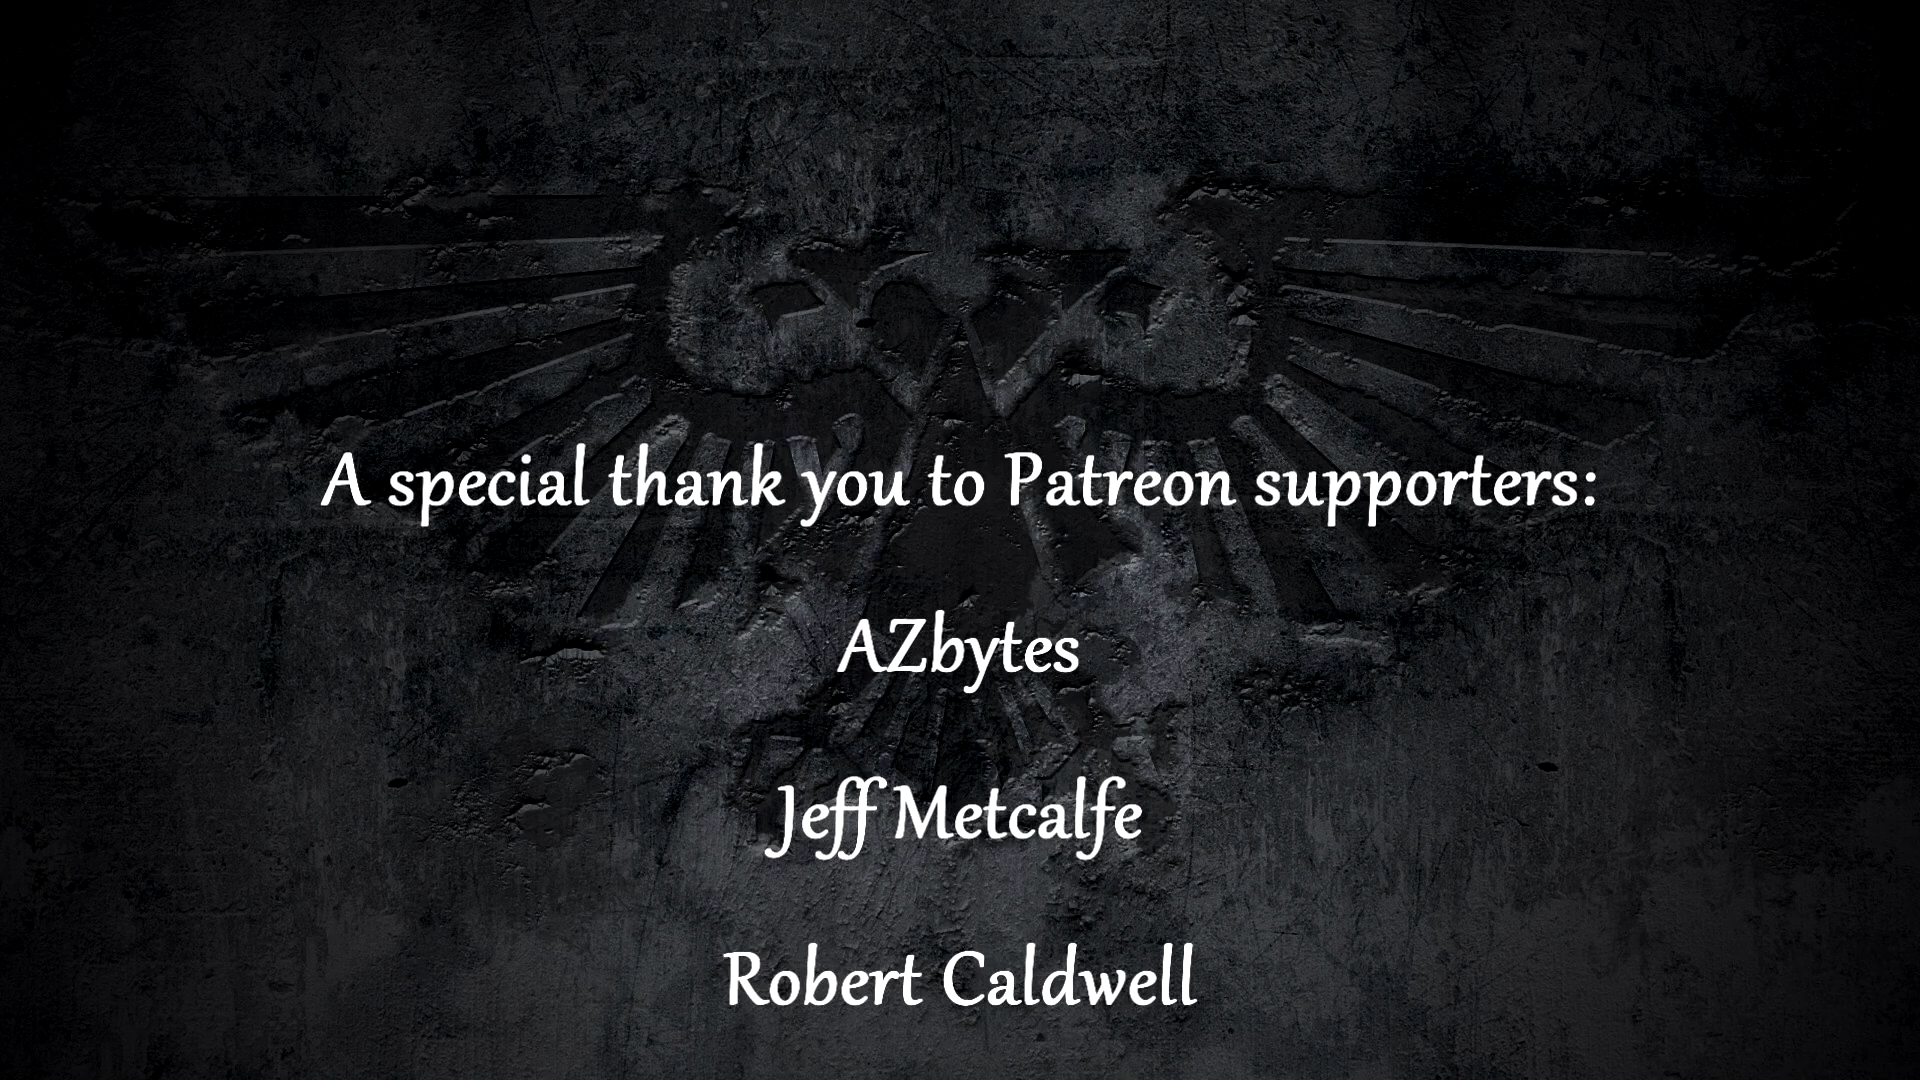 A special thank you to Patreon supporters:
AZbytes
Jeff Metcalfe
Robert Caldwell